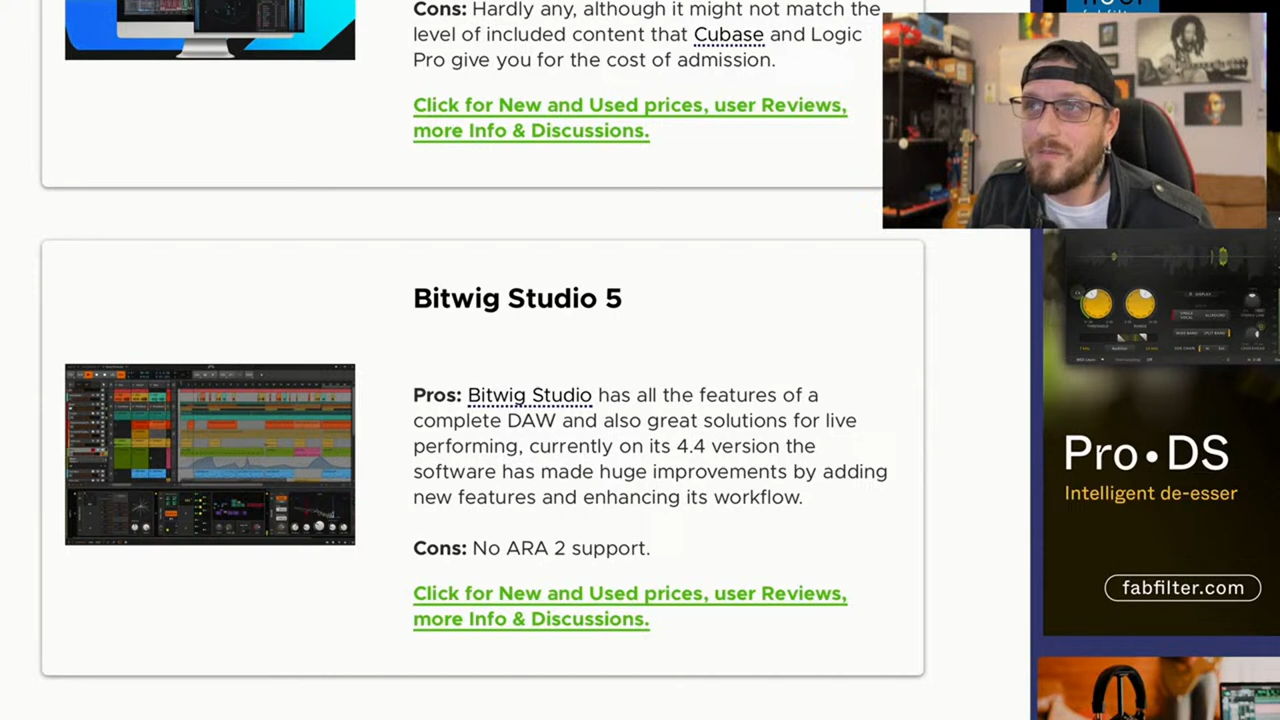 Cons: Hardly any, although it might not match the
level of included content that Cubase and Logic
Pro give you for the cost of admission.
Click for New and Used prices, user Reviews,
more Info & Discussions.
Bitwig Studio 5
Pros: Bitwig Studio has all the features of a
complete DAW and also great solutions for live
performing, currently on its 4.4 version the
software has made huge improvements by adding
new features and enhancing its workflow.
Cons: No ARA 2 support.
Click for New and Used prices, user Reviews,
more Info & Discussions.
Pro•DS
Intelligent de-esser
fabfilter.com